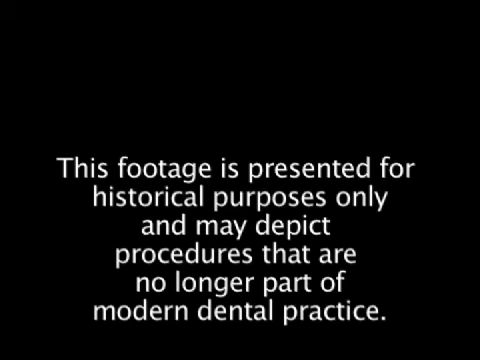 This footage is presented for
historical purposes only
and may depict
procedures that are
no longer part of
modern dental practice.